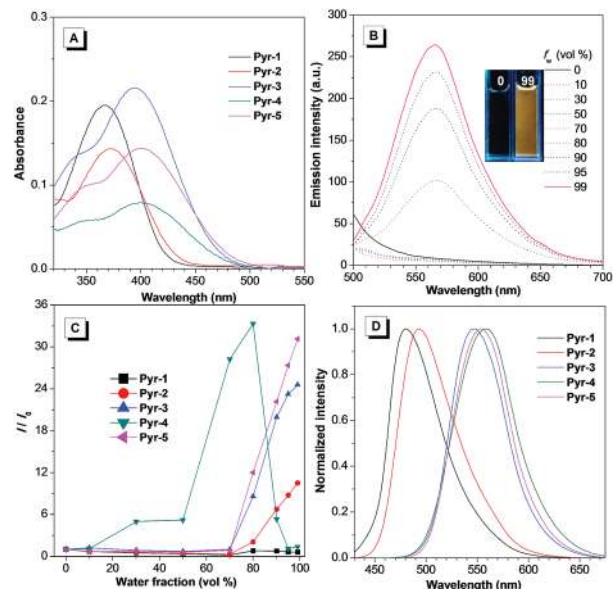 A
Pyr-1
Pyr-2
Pyr-3
Pyr-4
Pyr-5
Absorbance
0.3
0.2
0.1
0.0
350 400 450 500 550
Wavelength (nm)
B
0 99
fw (vol %)
0
10
30
50
70
80
90
95
99
Emission intensity (a.u.)
300
250
200
150
100
50
0
500 550 600 650 700
Wavelength (nm)
C
Pyr-1
Pyr-2
Pyr-3
Pyr-4
Pyr-5
I / I0
36
30
24
18
12
6
0
0 20 40 60 80 100
Water fraction (vol %)
D
Pyr-1
Pyr-2
Pyr-3
Pyr-4
Pyr-5
Normalized intensity
1.0
0.8
0.6
0.4
0.2
0.0
450 500 550 600 650
Wavelength (nm)